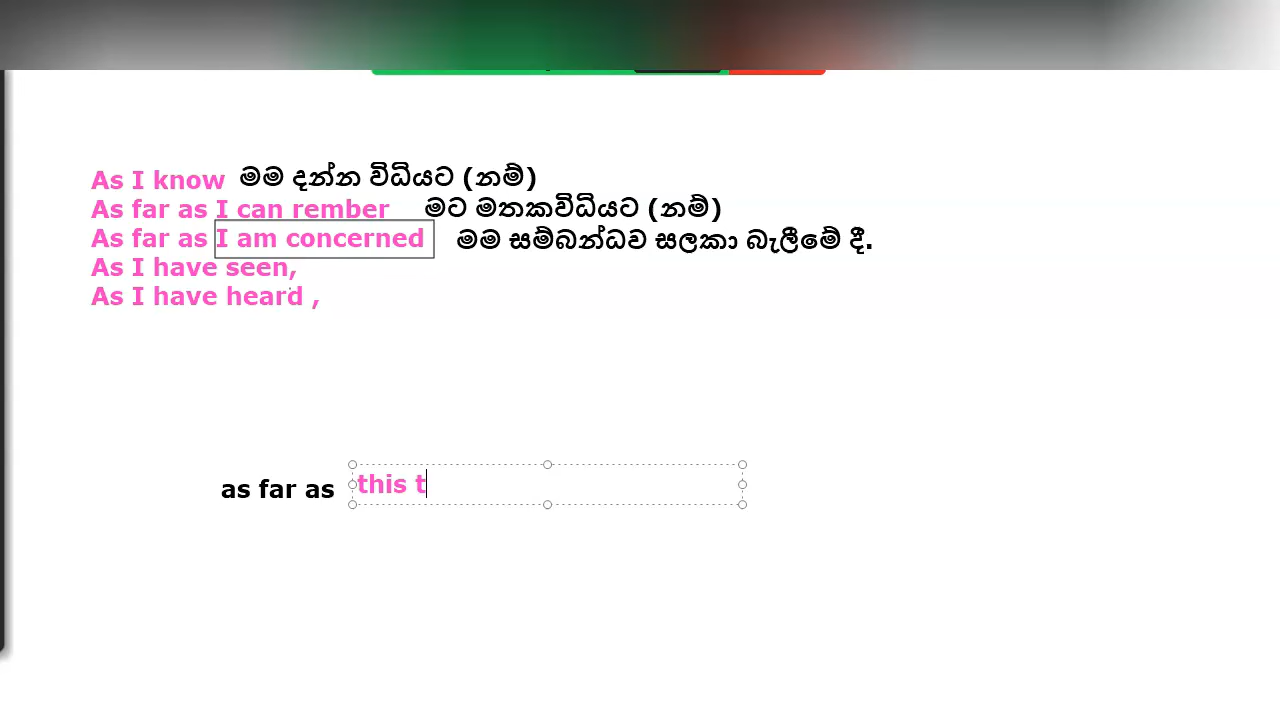 As I know මම දන්න විධියට (නම්)
As far as I can rember මට මතකවිධියට (නම්)
As far as I am concerned මම සම්බන්ධව සලකා බැලීමේ දී.
As I have seen,
As I have heard ,
as far as this t